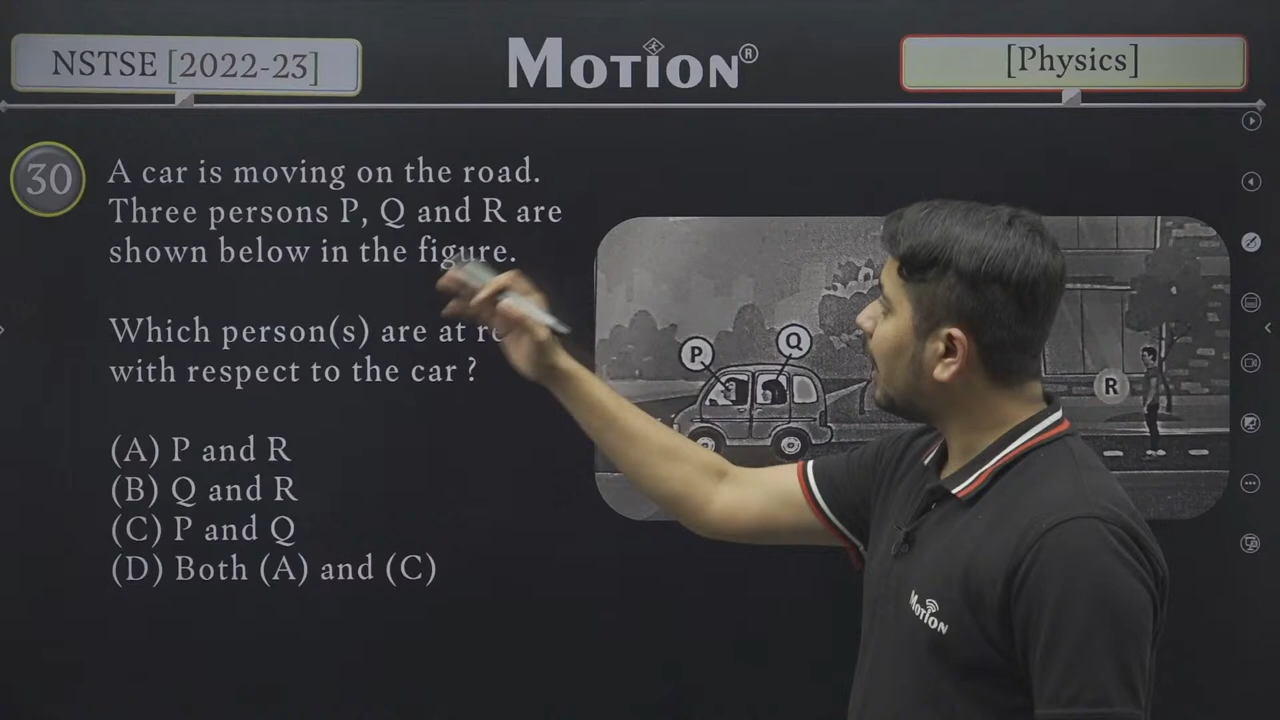 NSTSE [2022-23]
MOTION®
[Physics]
30
A car is moving on the road.
Three persons P, Q and R are
shown below in the figure.
Which person(s) are at re
with respect to the car ?
(A) P and R
(B) Q and R
(C) P and Q
(D) Both (A) and (C)
P
Q
R
MOTION